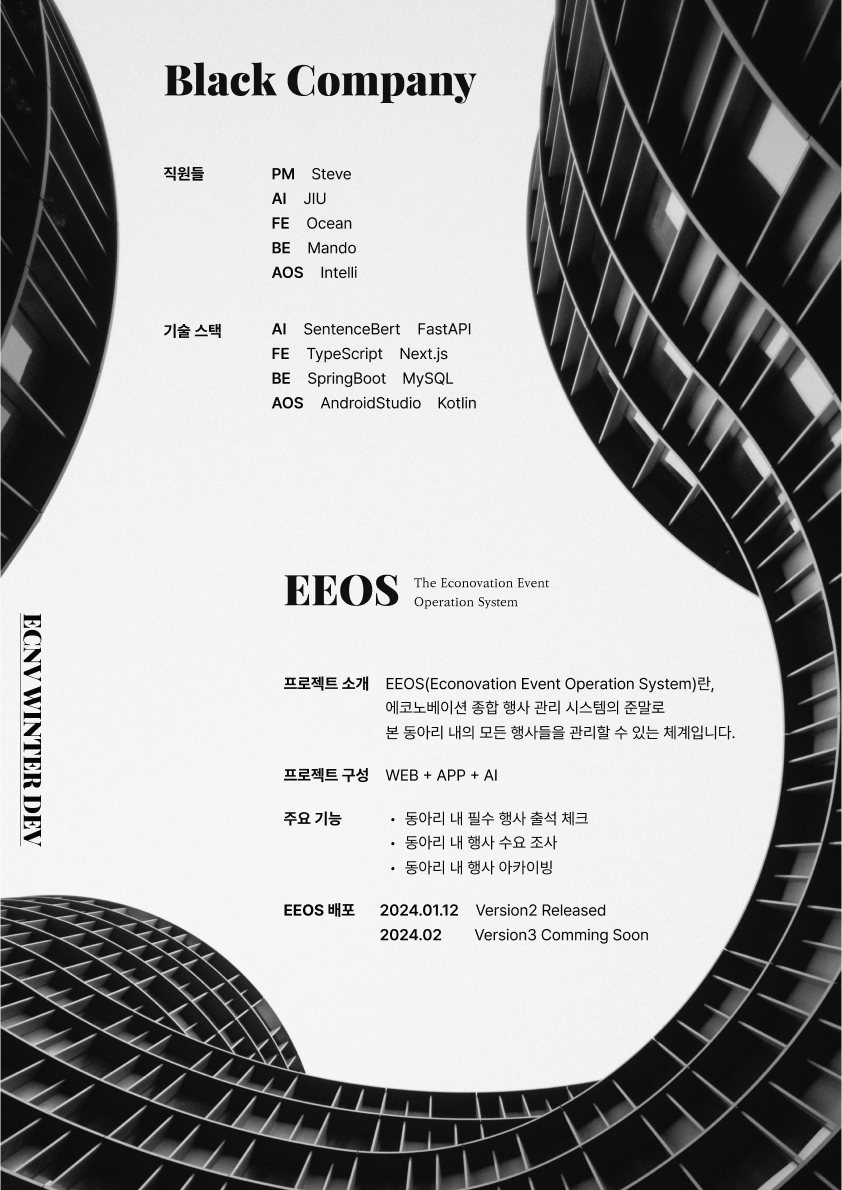 Black Company
직원들
PM Steve
AI JIU
FE Ocean
BE Mando
AOS Intelli
기술 스택
AI SentenceBert FastAPI
FE TypeScript Next.js
BE SpringBoot MySQL
AOS AndroidStudio Kotlin
EEOS
The Econovation Event
Operation System
프로젝트 소개 EEOS(Econovation Event Operation System)란,
에코노베이션 종합 행사 관리 시스템의 준말로
본 동아리 내의 모든 행사들을 관리할 수 있는 체계입니다.
프로젝트 구성 WEB + APP + AI
주요 기능
• 동아리 내 필수 행사 출석 체크
• 동아리 내 행사 수요 조사
• 동아리 내 행사 아카이빙
EEOS 배포 2024.01.12 Version2 Released
2024.02 Version3 Comming Soon
ECNV WINTER DEV